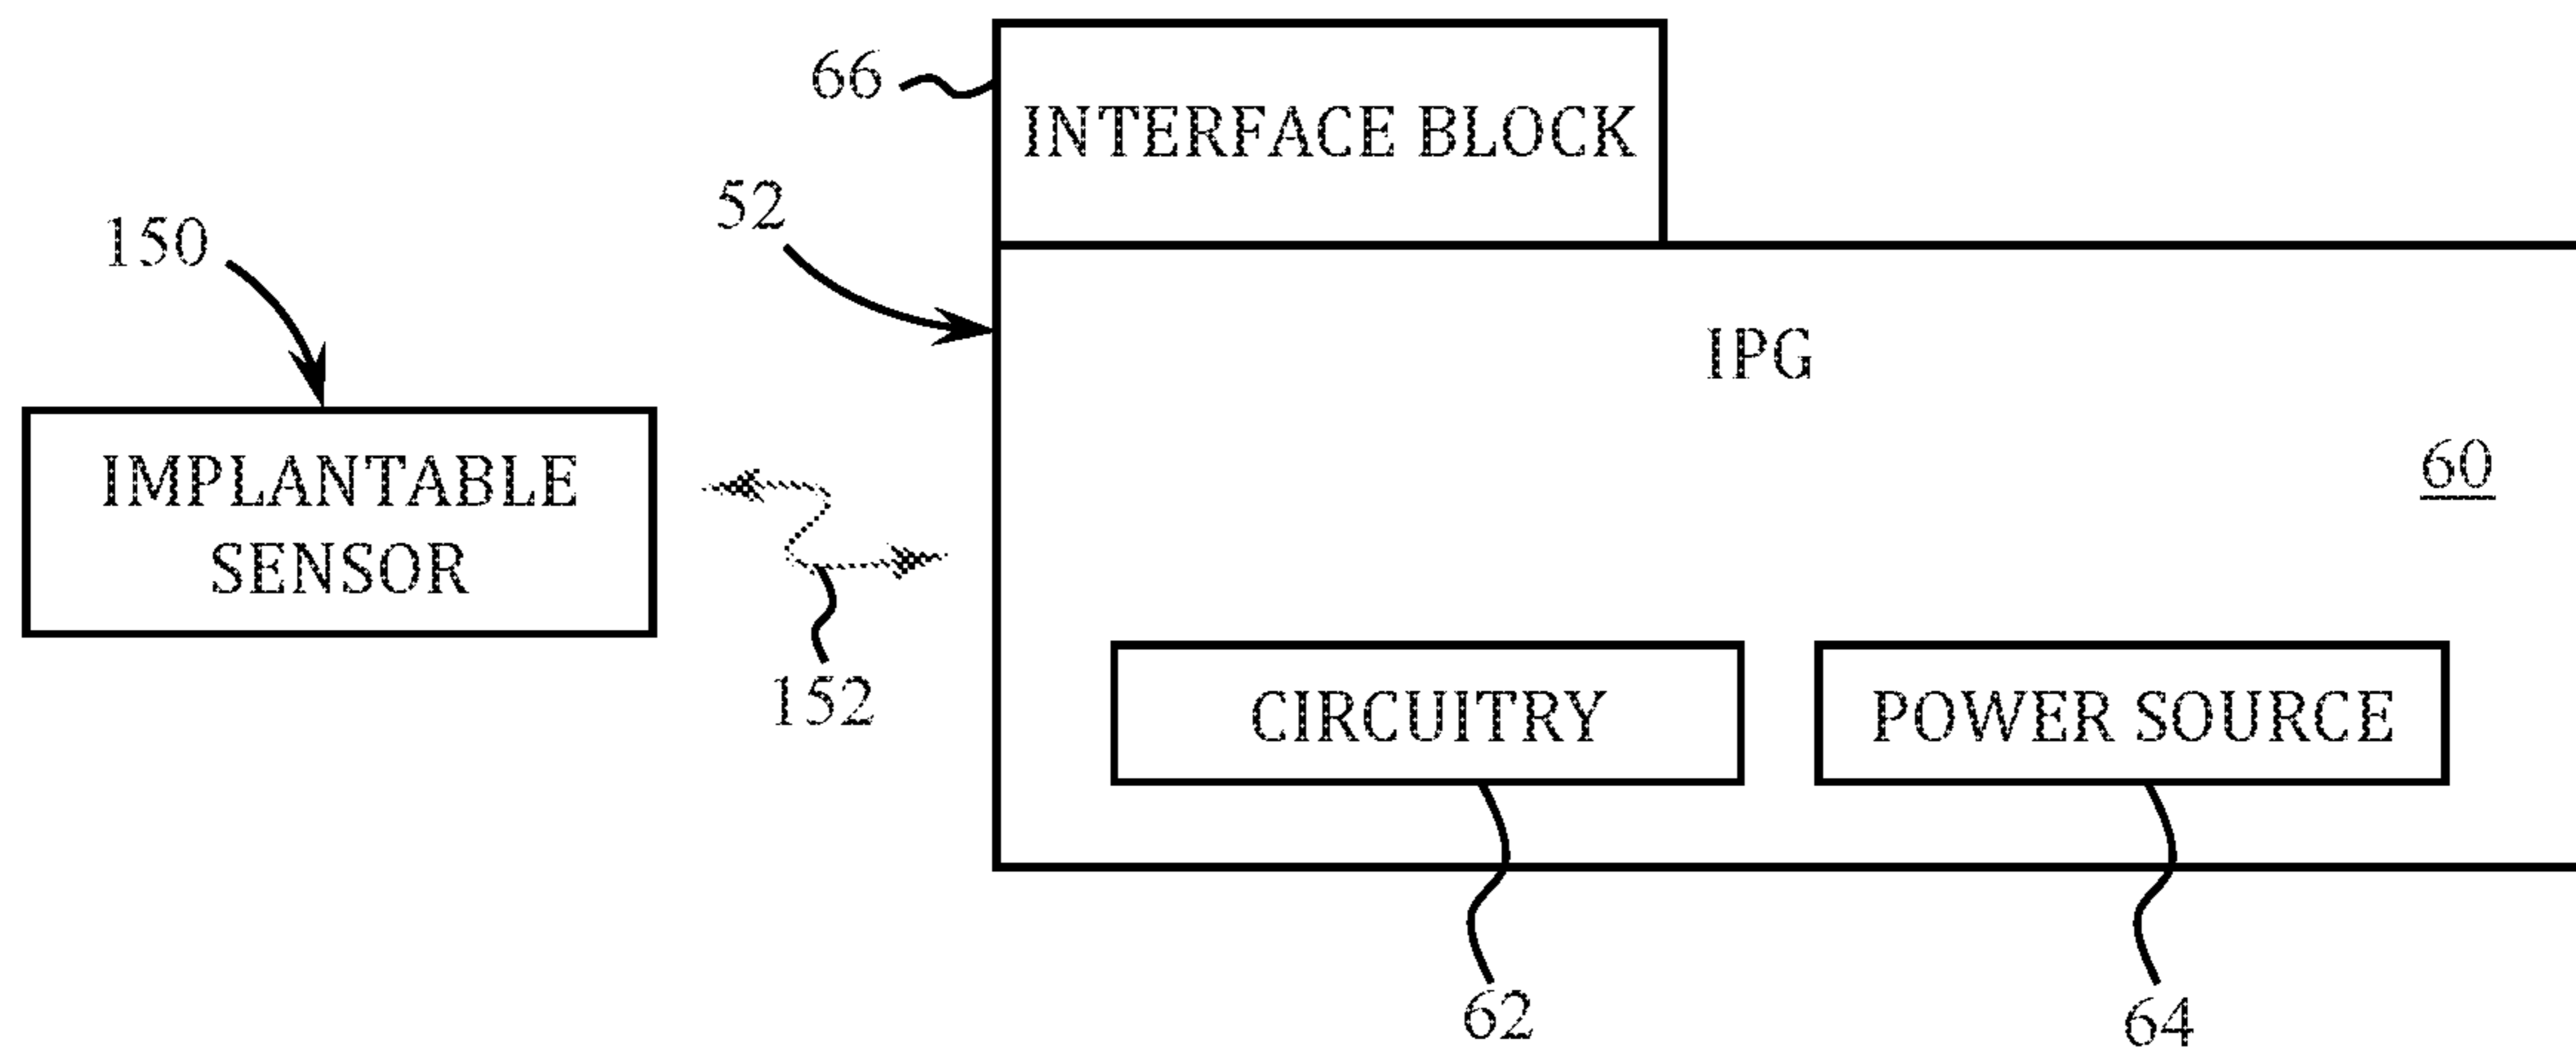 66
INTERFACE BLOCK
52
150
IPG
60
IMPLANTABLE
SENSOR
152
CIRCUITRY
POWER SOURCE
62
64